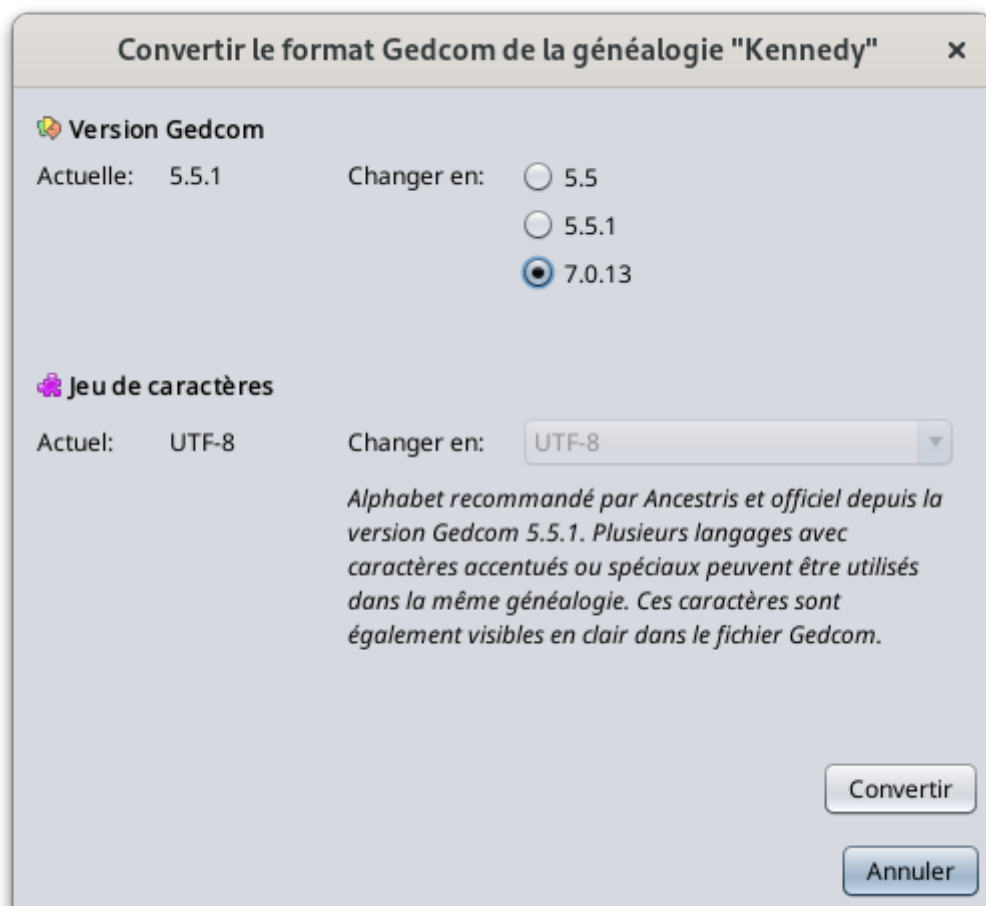 Convertir le format Gedcom de la généalogie "Kennedy" ×
Version Gedcom
Actuelle: 5.5.1 Changer en: 5.5
5.5.1
7.0.13
Jeu de caractères
Actuel: UTF-8 Changer en: UTF-8
Alphabet recommandé par Ancestris et officiel depuis la
version Gedcom 5.5.1. Plusieurs langages avec
caractères accentués ou spéciaux peuvent être utilisés
dans la même généalogie. Ces caractères sont
également visibles en clair dans le fichier Gedcom.
Convertir
Annuler